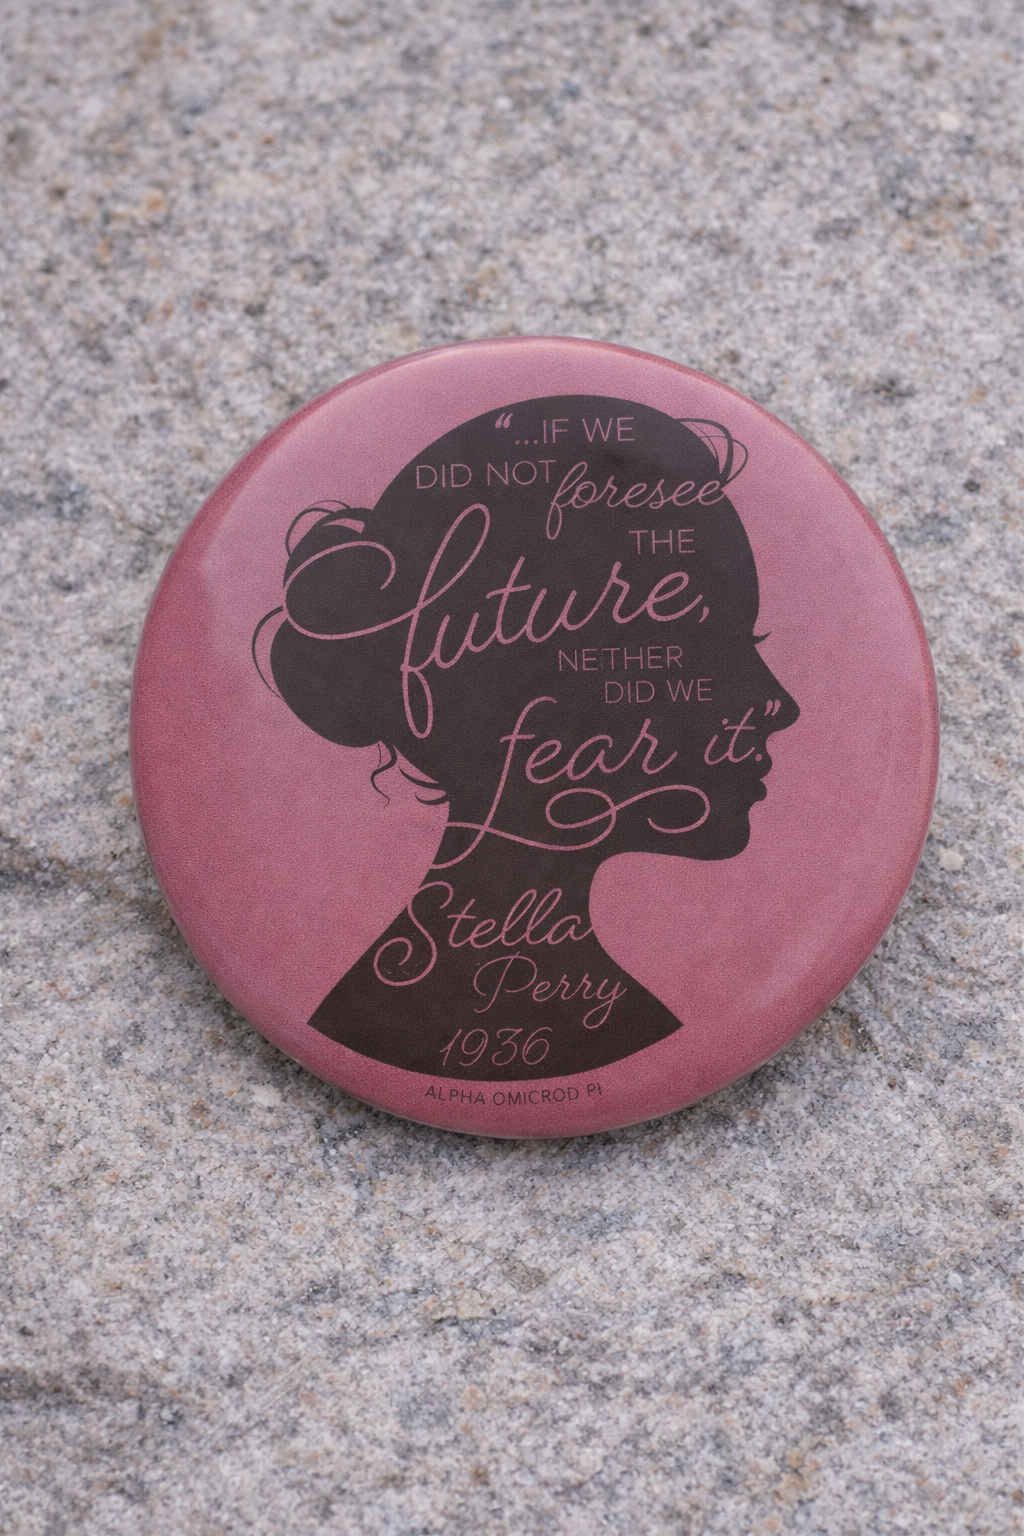 “...IF WE
DID NOT foresee
THE
future,
NETHER
DID WE
fear it.”
Stella
Perry
1936
ALPHA OMICROD PI